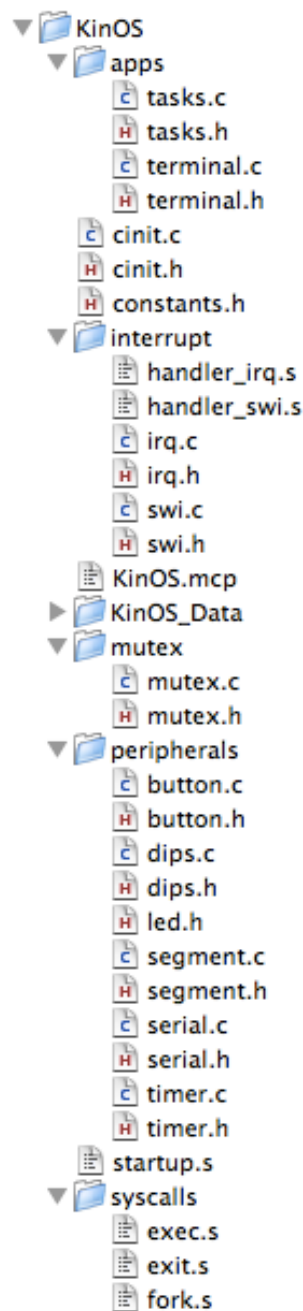 KinOS
apps
tasks.c
tasks.h
terminal.c
terminal.h
cinit.c
cinit.h
constants.h
interrupt
handler_irq.s
handler_swi.s
irq.c
irq.h
swi.c
swi.h
KinOS.mcp
KinOS_Data
mutex
mutex.c
mutex.h
peripherals
button.c
button.h
dips.c
dips.h
led.h
segment.c
segment.h
serial.c
serial.h
timer.c
timer.h
startup.s
syscalls
exec.s
exit.s
fork.s